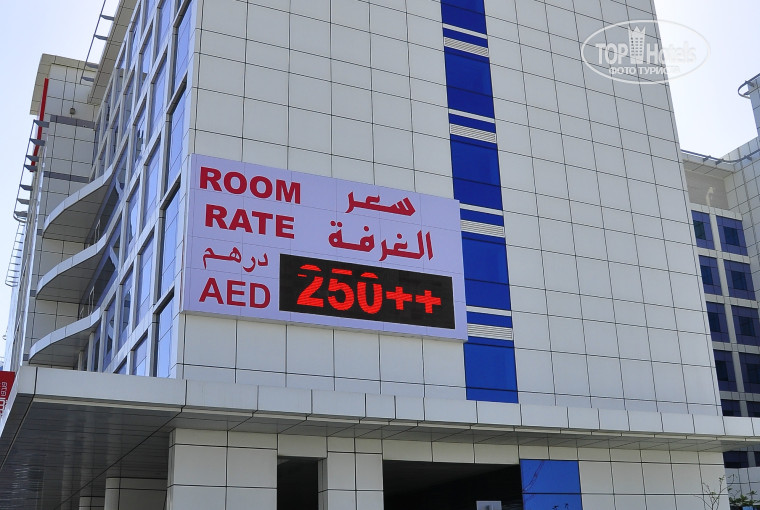 ROOM
RATE
سعر
الغرفة
درهم
AED
250++
TOP Hotels
ФОТО ТУРИСТА